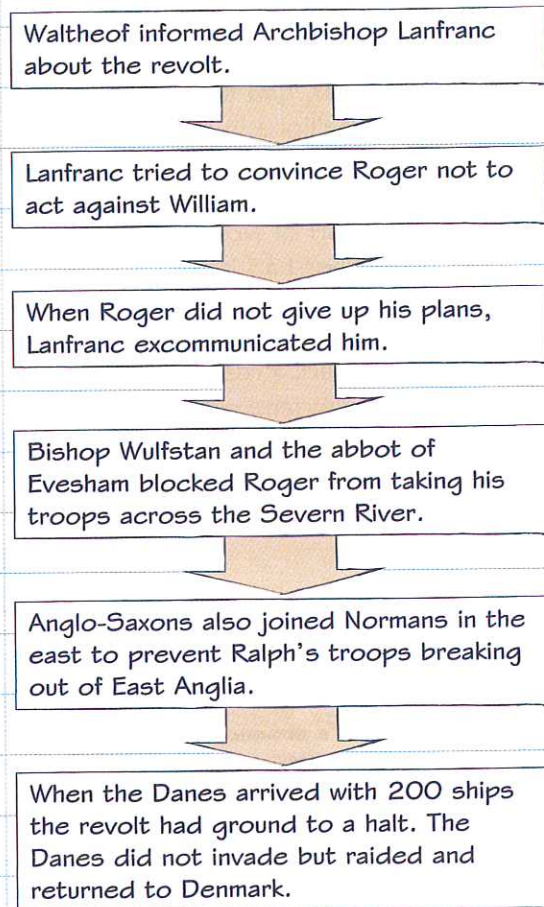 Waltheof informed Archbishop Lanfranc
about the revolt.
Lanfranc tried to convince Roger not to
act against William.
When Roger did not give up his plans,
Lanfranc excommunicated him.
Bishop Wulfstan and the abbot of
Evesham blocked Roger from taking his
troops across the Severn River.
Anglo-Saxons also joined Normans in the
east to prevent Ralph's troops breaking
out of East Anglia.
When the Danes arrived with 200 ships
the revolt had ground to a halt. The
Danes did not invade but raided and
returned to Denmark.